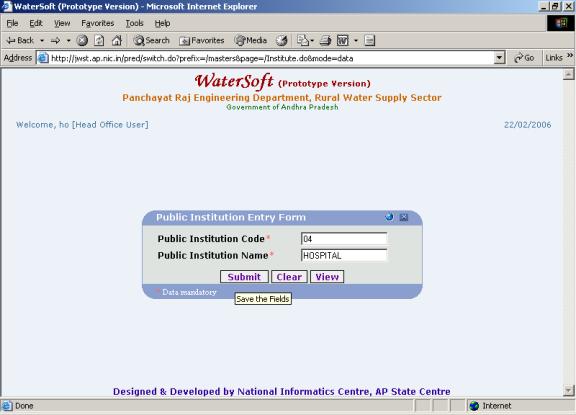 WaterSoft (Prototype Version) - Microsoft Internet Explorer
File Edit View Favorites Tools Help
Back Search Favorites Media
Address http://jwst.ap.nic.in/pred/switch.do?prefix=/masters&page=/Institute.do&mode=data Go Links »
WaterSoft (Prototype Version)
Panchayat Raj Engineering Department, Rural Water Supply Sector
Government of Andhra Pradesh
Welcome, ho [Head Office User] 22/02/2006
Public Institution Entry Form
Public Institution Code* 04
Public Institution Name* HOSPITAL
Submit Clear View
* Data mandatory
Save the Fields
Designed & Developed by National Informatics Centre, AP State Centre
Done Internet